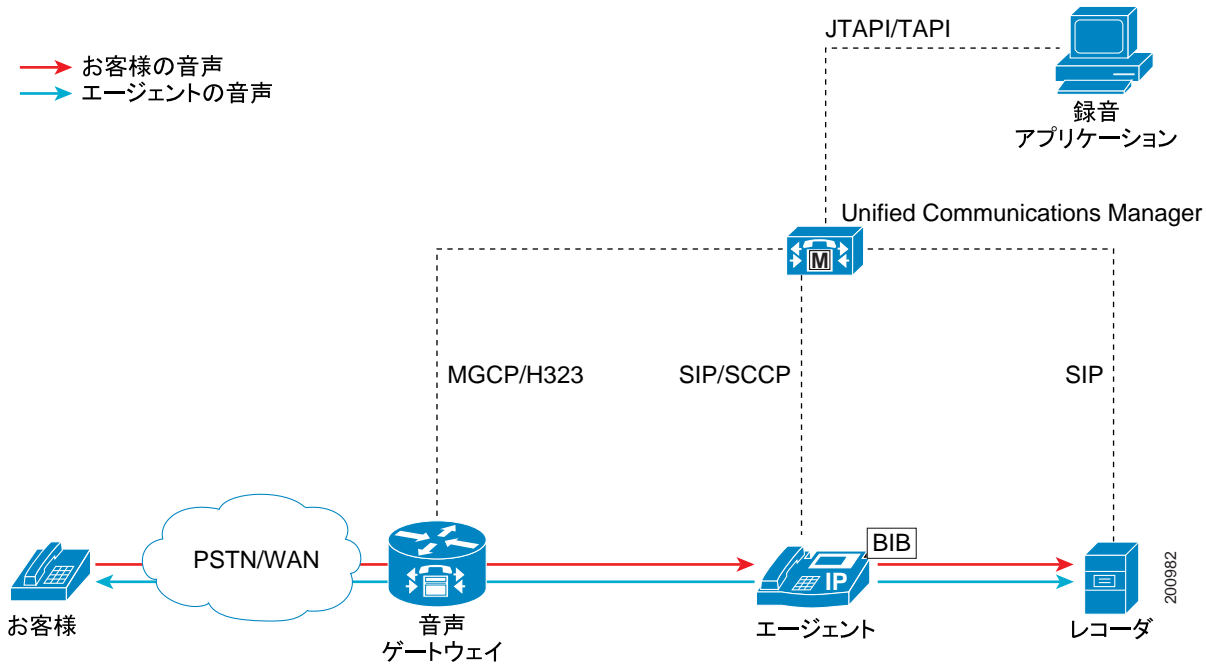 JTAPI/TAPI
お客様の音声
エージェントの音声
録音
アプリケーション
Unified Communications Manager
M
MGCP/H323
SIP/SCCP
SIP
PSTN/WAN
BIB
IP
お客様
音声
ゲートウェイ
エージェント
レコーダ
200982